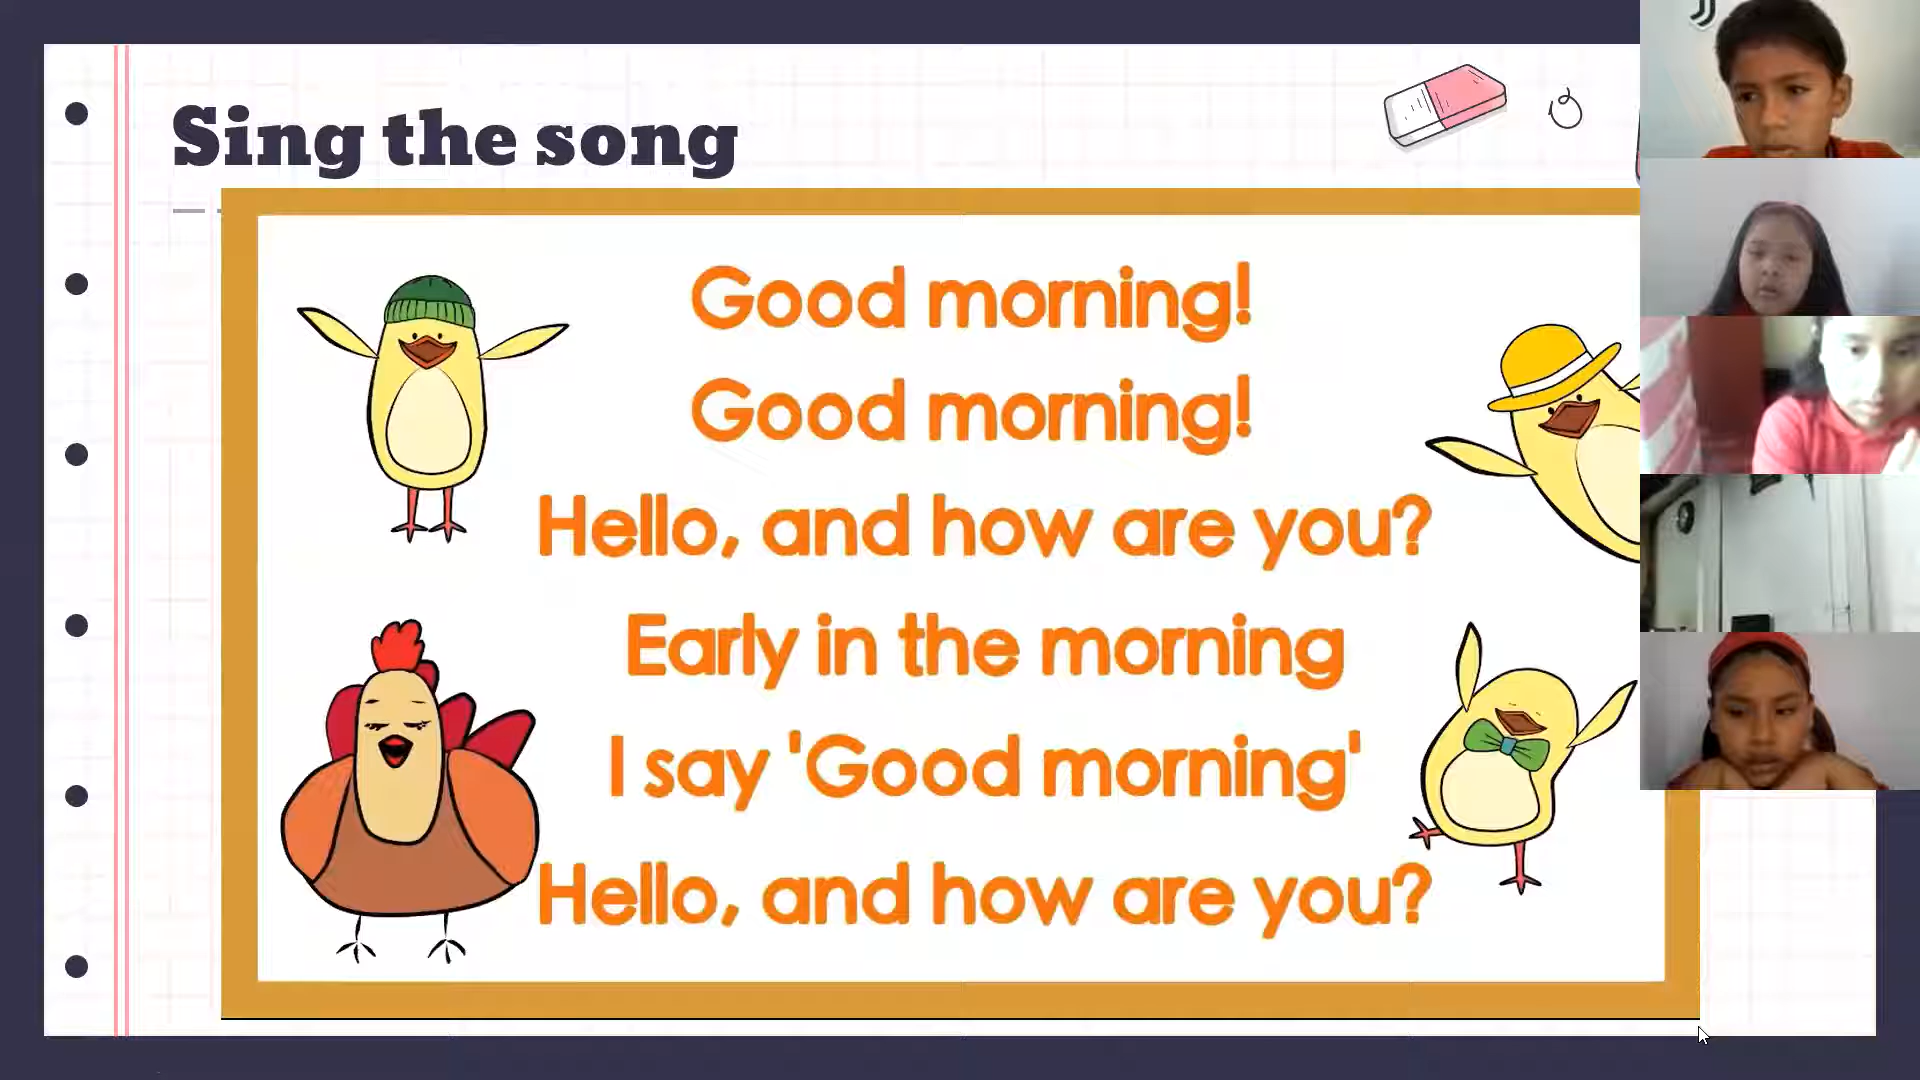 Sing the song
Good morning!
Good morning!
Hello, and how are you?
Early in the morning
I say 'Good morning'
Hello, and how are you?